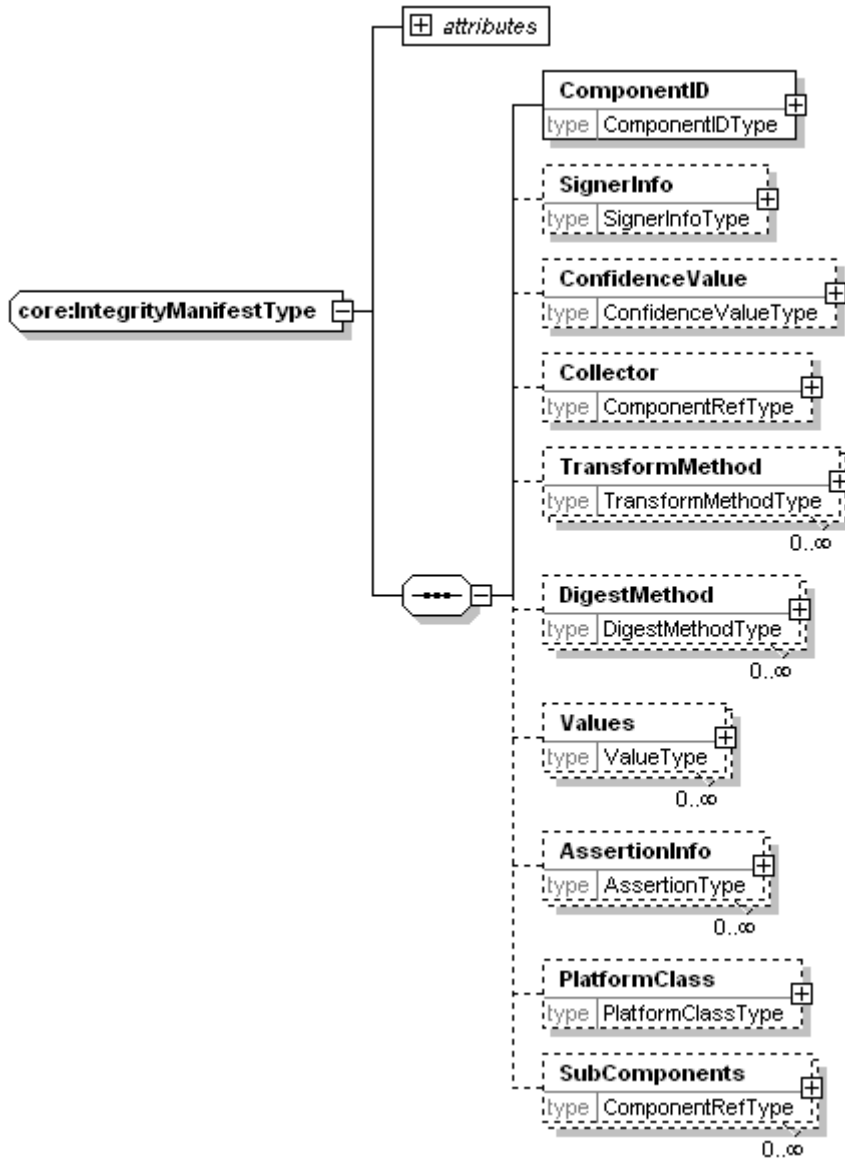 attributes
ComponentID
type ComponentIDType
SignerInfo
type SignerInfoType
core:IntegrityManifestType
ConfidenceValue
type ConfidenceValueType
Collector
type ComponentRefType
TransformMethod
type TransformMethodType
0..∞
DigestMethod
type DigestMethodType
0..∞
Values
type ValueType
0..∞
AssertionInfo
type AssertionType
0..∞
PlatformClass
type PlatformClassType
SubComponents
type ComponentRefType
0..∞